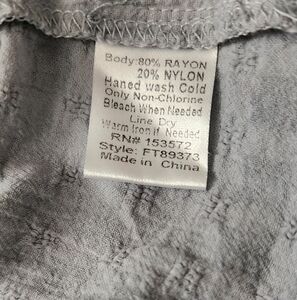 Body:80% RAYON
20% NYLON
Haned wash Cold
Only Non-Chlorine
Bleach When Needed
Line Dry
Warm Iron if Needed
RN# 153572
Style: FT89373
Made in China